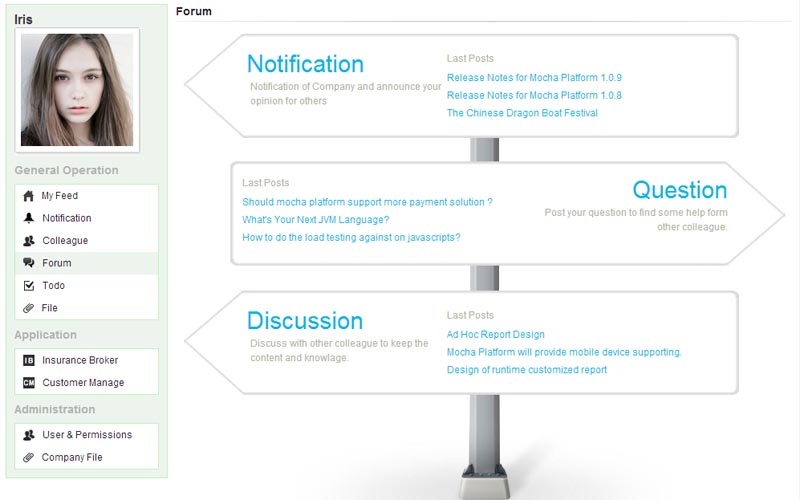 Iris
General Operation
My Feed
Notification
Colleague
Forum
Todo
File
Application
IB Insurance Broker
CM Customer Manage
Administration
User & Permissions
Company File
Forum
Notification
Notification of Company and announce your
opinion for others
Last Posts
Release Notes for Mocha Platform 1.0.9
Release Notes for Mocha Platform 1.0.8
The Chinese Dragon Boat Festival
Last Posts
Should mocha platform support more payment solution ?
What's Your Next JVM Language?
How to do the load testing against on javascripts?
Question
Post your question to find some help form
other colleague.
Discussion
Discuss with other colleague to keep the
content and knowlage.
Last Posts
Ad Hoc Report Design
Mocha Platform will provide mobile device supporting.
Design of runtime customized report